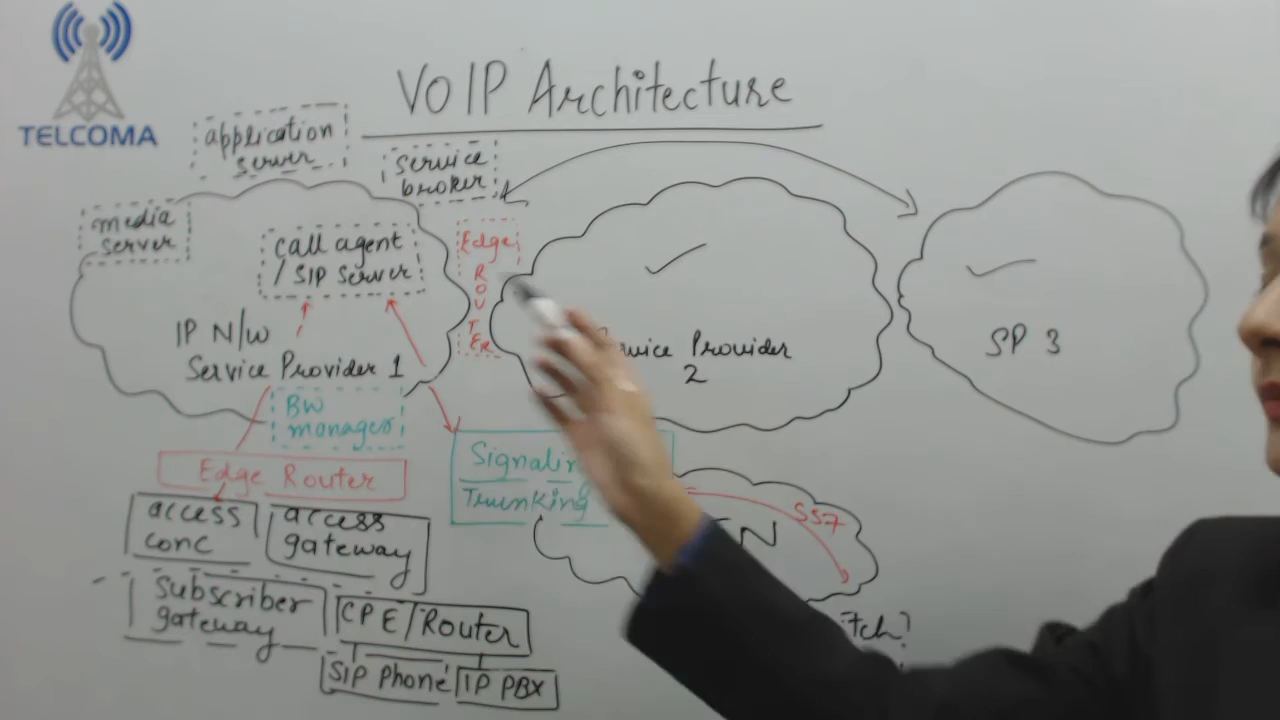 TELCOMA
VOIP Architecture
application
server
service
broker
media
server
call agent
/ SIP Server
Edge
ROUTER
IP N/W
Service Provider 1
Provider
2
SP 3
BW
manager
Edge Router
Trunking
SS7
access
conc
access
gateway
Subscriber
gateway
CPE/Router
SIP Phone
IP PBX